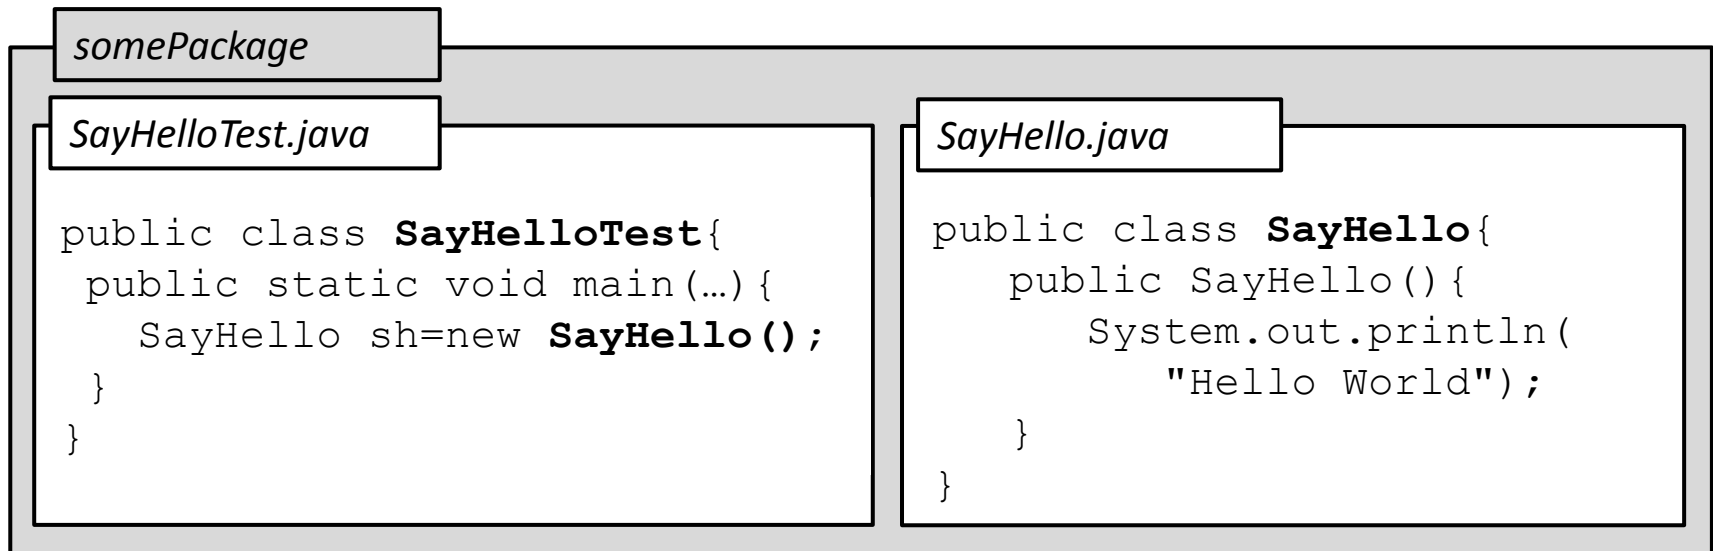 somePackage
SayHelloTest.java
public class SayHelloTest{
public static void main(…){
SayHello sh=new SayHello();
}
}
SayHello.java
public class SayHello{
public SayHello(){
System.out.println(
"Hello World");
}
}